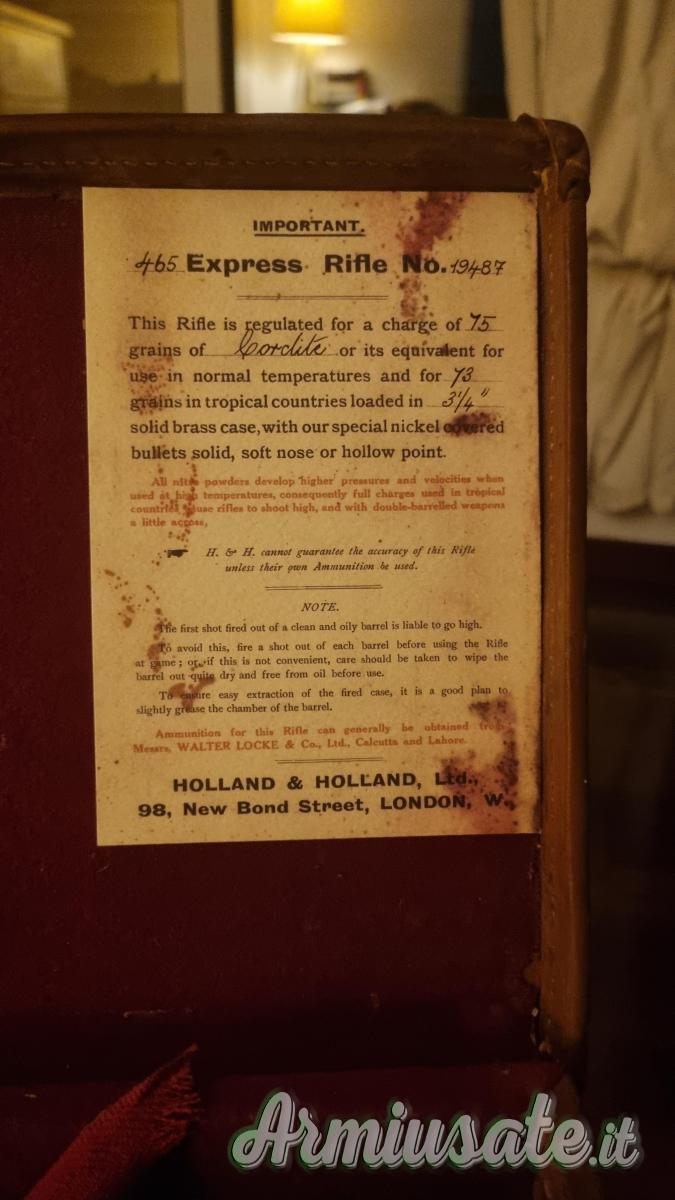 IMPORTANT.
465 Express Rifle No. 19487
This Rifle is regulated for a charge of 75
grains of Cordite or its equivalent for
use in normal temperatures and for 73
grains in tropical countries loaded in 3 1/4"
solid brass case, with our special nickel covered
bullets solid, soft nose or hollow point.
All nitro powders develop higher pressures and velocities when
used at high temperatures, consequently full charges used in tropical
countries cause rifles to shoot high, and with double-barrelled weapons
a little across,
H. & H. cannot guarantee the accuracy of this Rifle
unless their own Ammunition be used.
NOTE.
The first shot fired out of a clean and oily barrel is liable to go high.
To avoid this, fire a shot out of each barrel before using the Rifle
at game; or, if this is not convenient, care should be taken to wipe the
barrel out quite dry and free from oil before use.
To ensure easy extraction of the fired case, it is a good plan to
slightly grease the chamber of the barrel.
Ammunition for this Rifle can generally be obtained from
Messrs. WALTER LOCKE & Co., Ltd., Calcutta and Lahore.
HOLLAND & HOLLAND, Ltd.,
98, New Bond Street, LONDON, W.,
Armiusate.it